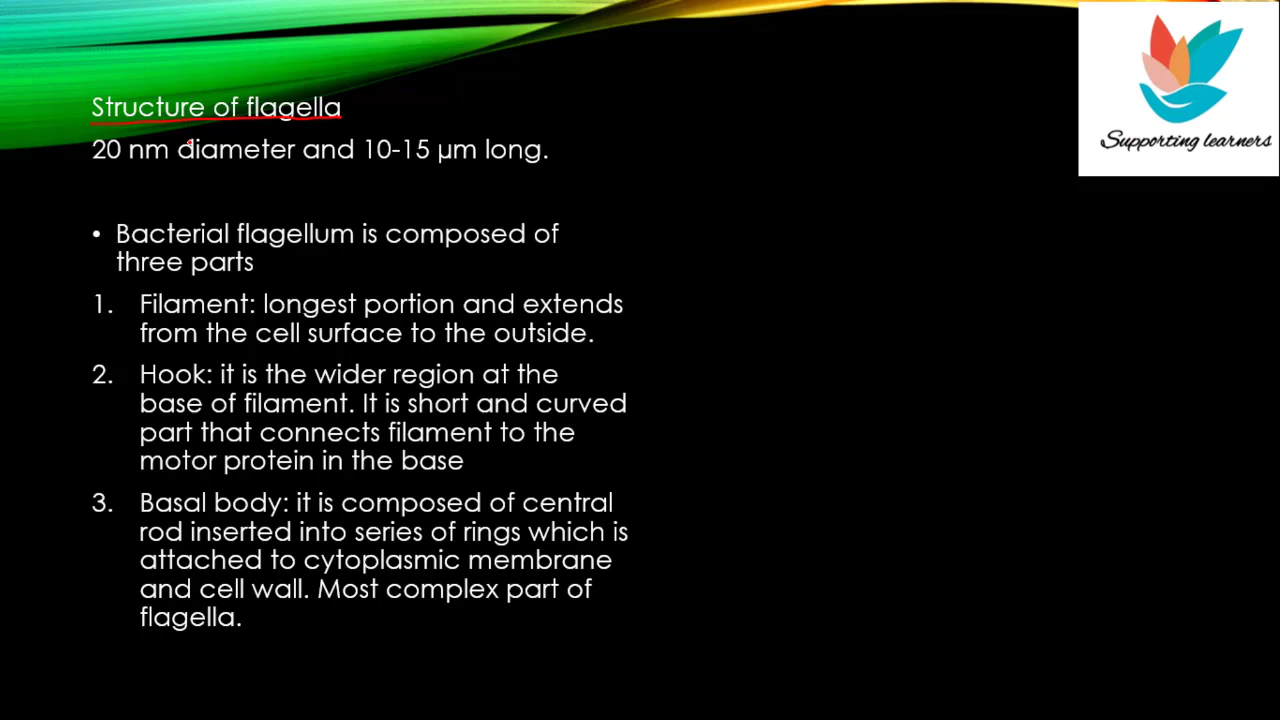 Structure of flagella
20 nm diameter and 10-15 µm long.
• Bacterial flagellum is composed of
three parts
1. Filament: longest portion and extends
from the cell surface to the outside.
2. Hook: it is the wider region at the
base of filament. It is short and curved
part that connects filament to the
motor protein in the base
3. Basal body: it is composed of central
rod inserted into series of rings which is
attached to cytoplasmic membrane
and cell wall. Most complex part of
flagella.
Supporting learners